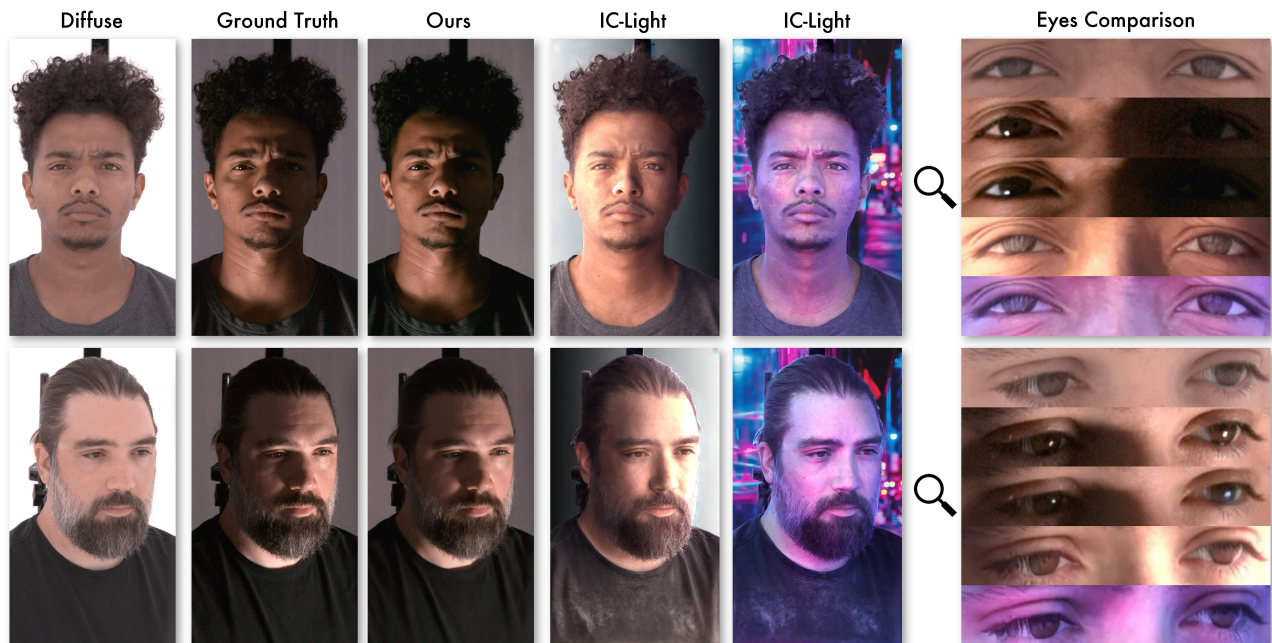 Diffuse
Ground Truth
Ours
IC-Light
IC-Light
Eyes Comparison